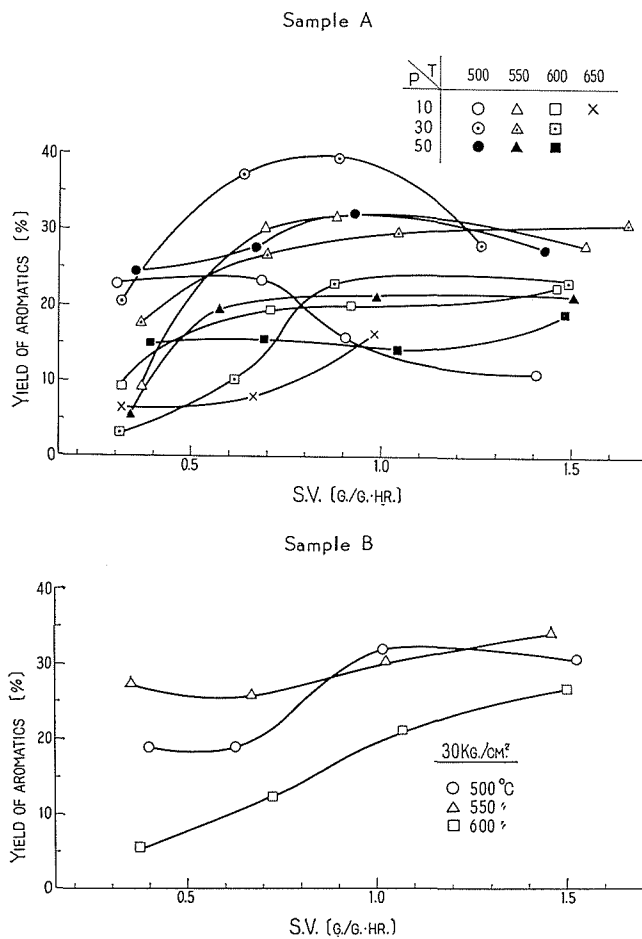 Sample A
P T 500 550 600 650
10
30
50
40
30
20
10
0
YIELD OF AROMATICS [%]
0.5 1.0 1.5
S.V. [G./G.·HR.]
Sample B
40
30
20
10
0
YIELD OF AROMATICS [%]
30KG./CM.²
500°C
550 〃
600 〃
0.5 1.0 1.5
S.V. [G./G.·HR.]